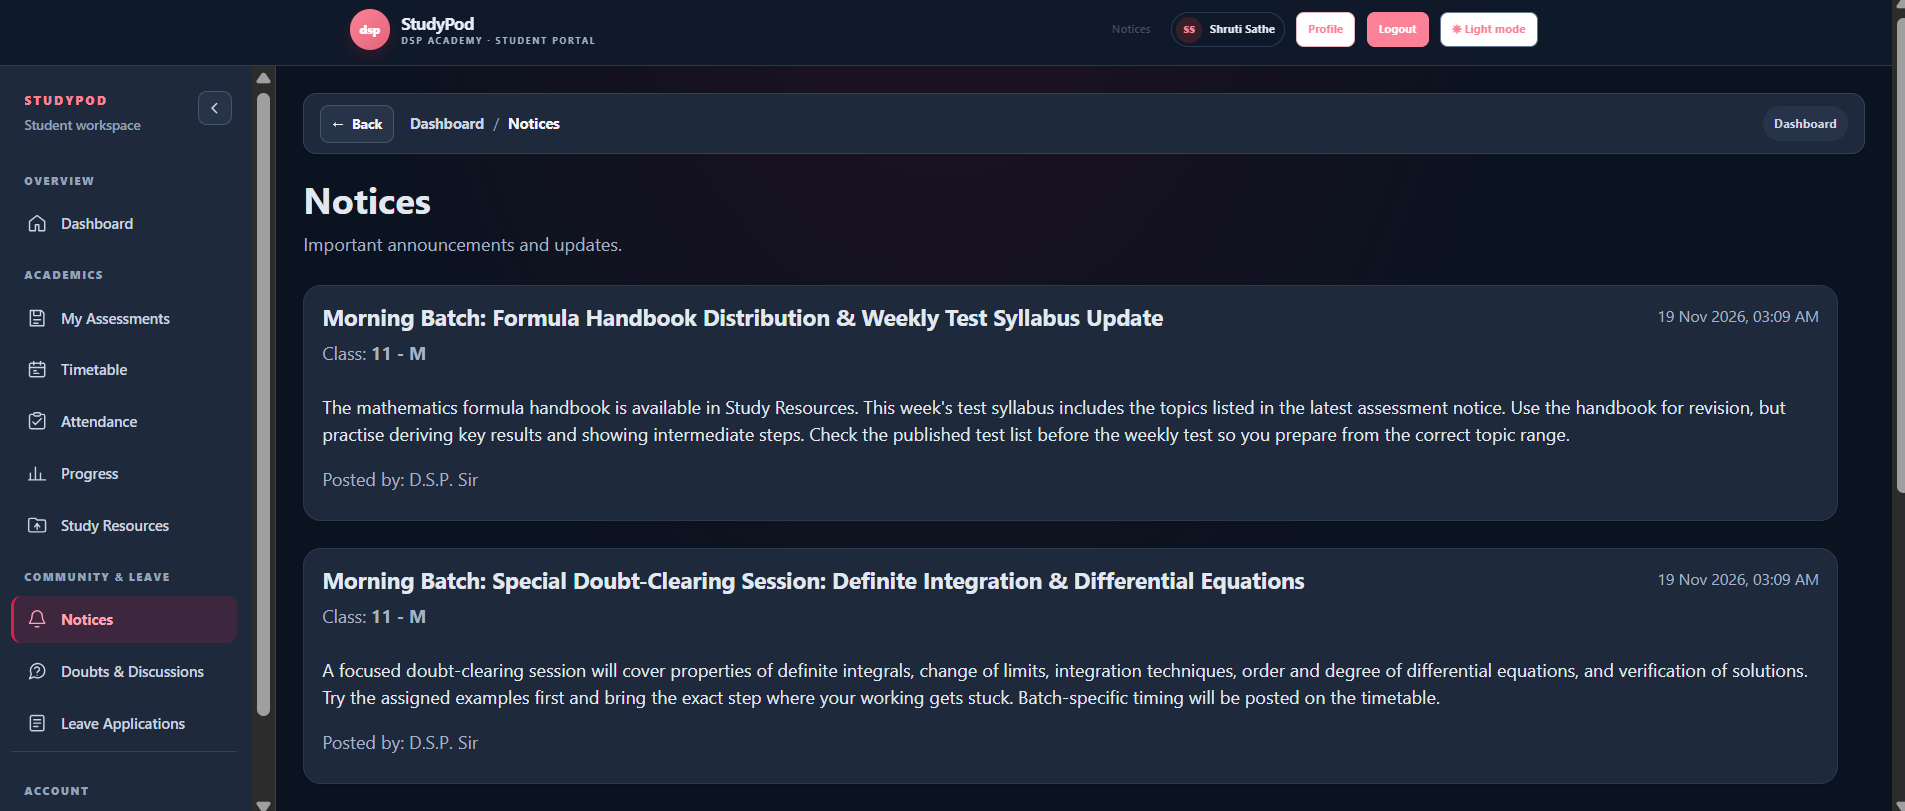 dsp
StudyPod
DSP ACADEMY · STUDENT PORTAL
Notices
SS
Shruti Sathe
Profile
Logout
☀ Light mode
STUDYPOD
Student workspace
OVERVIEW
Dashboard
ACADEMICS
My Assessments
Timetable
Attendance
Progress
Study Resources
COMMUNITY & LEAVE
Notices
Doubts & Discussions
Leave Applications
ACCOUNT
← Back
Dashboard / Notices
Dashboard
Notices
Important announcements and updates.
Morning Batch: Formula Handbook Distribution & Weekly Test Syllabus Update
19 Nov 2026, 03:09 AM
Class: 11 - M
The mathematics formula handbook is available in Study Resources. This week's test syllabus includes the topics listed in the latest assessment notice. Use the handbook for revision, but
practise deriving key results and showing intermediate steps. Check the published test list before the weekly test so you prepare from the correct topic range.
Posted by: D.S.P. Sir
Morning Batch: Special Doubt-Clearing Session: Definite Integration & Differential Equations
19 Nov 2026, 03:09 AM
Class: 11 - M
A focused doubt-clearing session will cover properties of definite integrals, change of limits, integration techniques, order and degree of differential equations, and verification of solutions.
Try the assigned examples first and bring the exact step where your working gets stuck. Batch-specific timing will be posted on the timetable.
Posted by: D.S.P. Sir